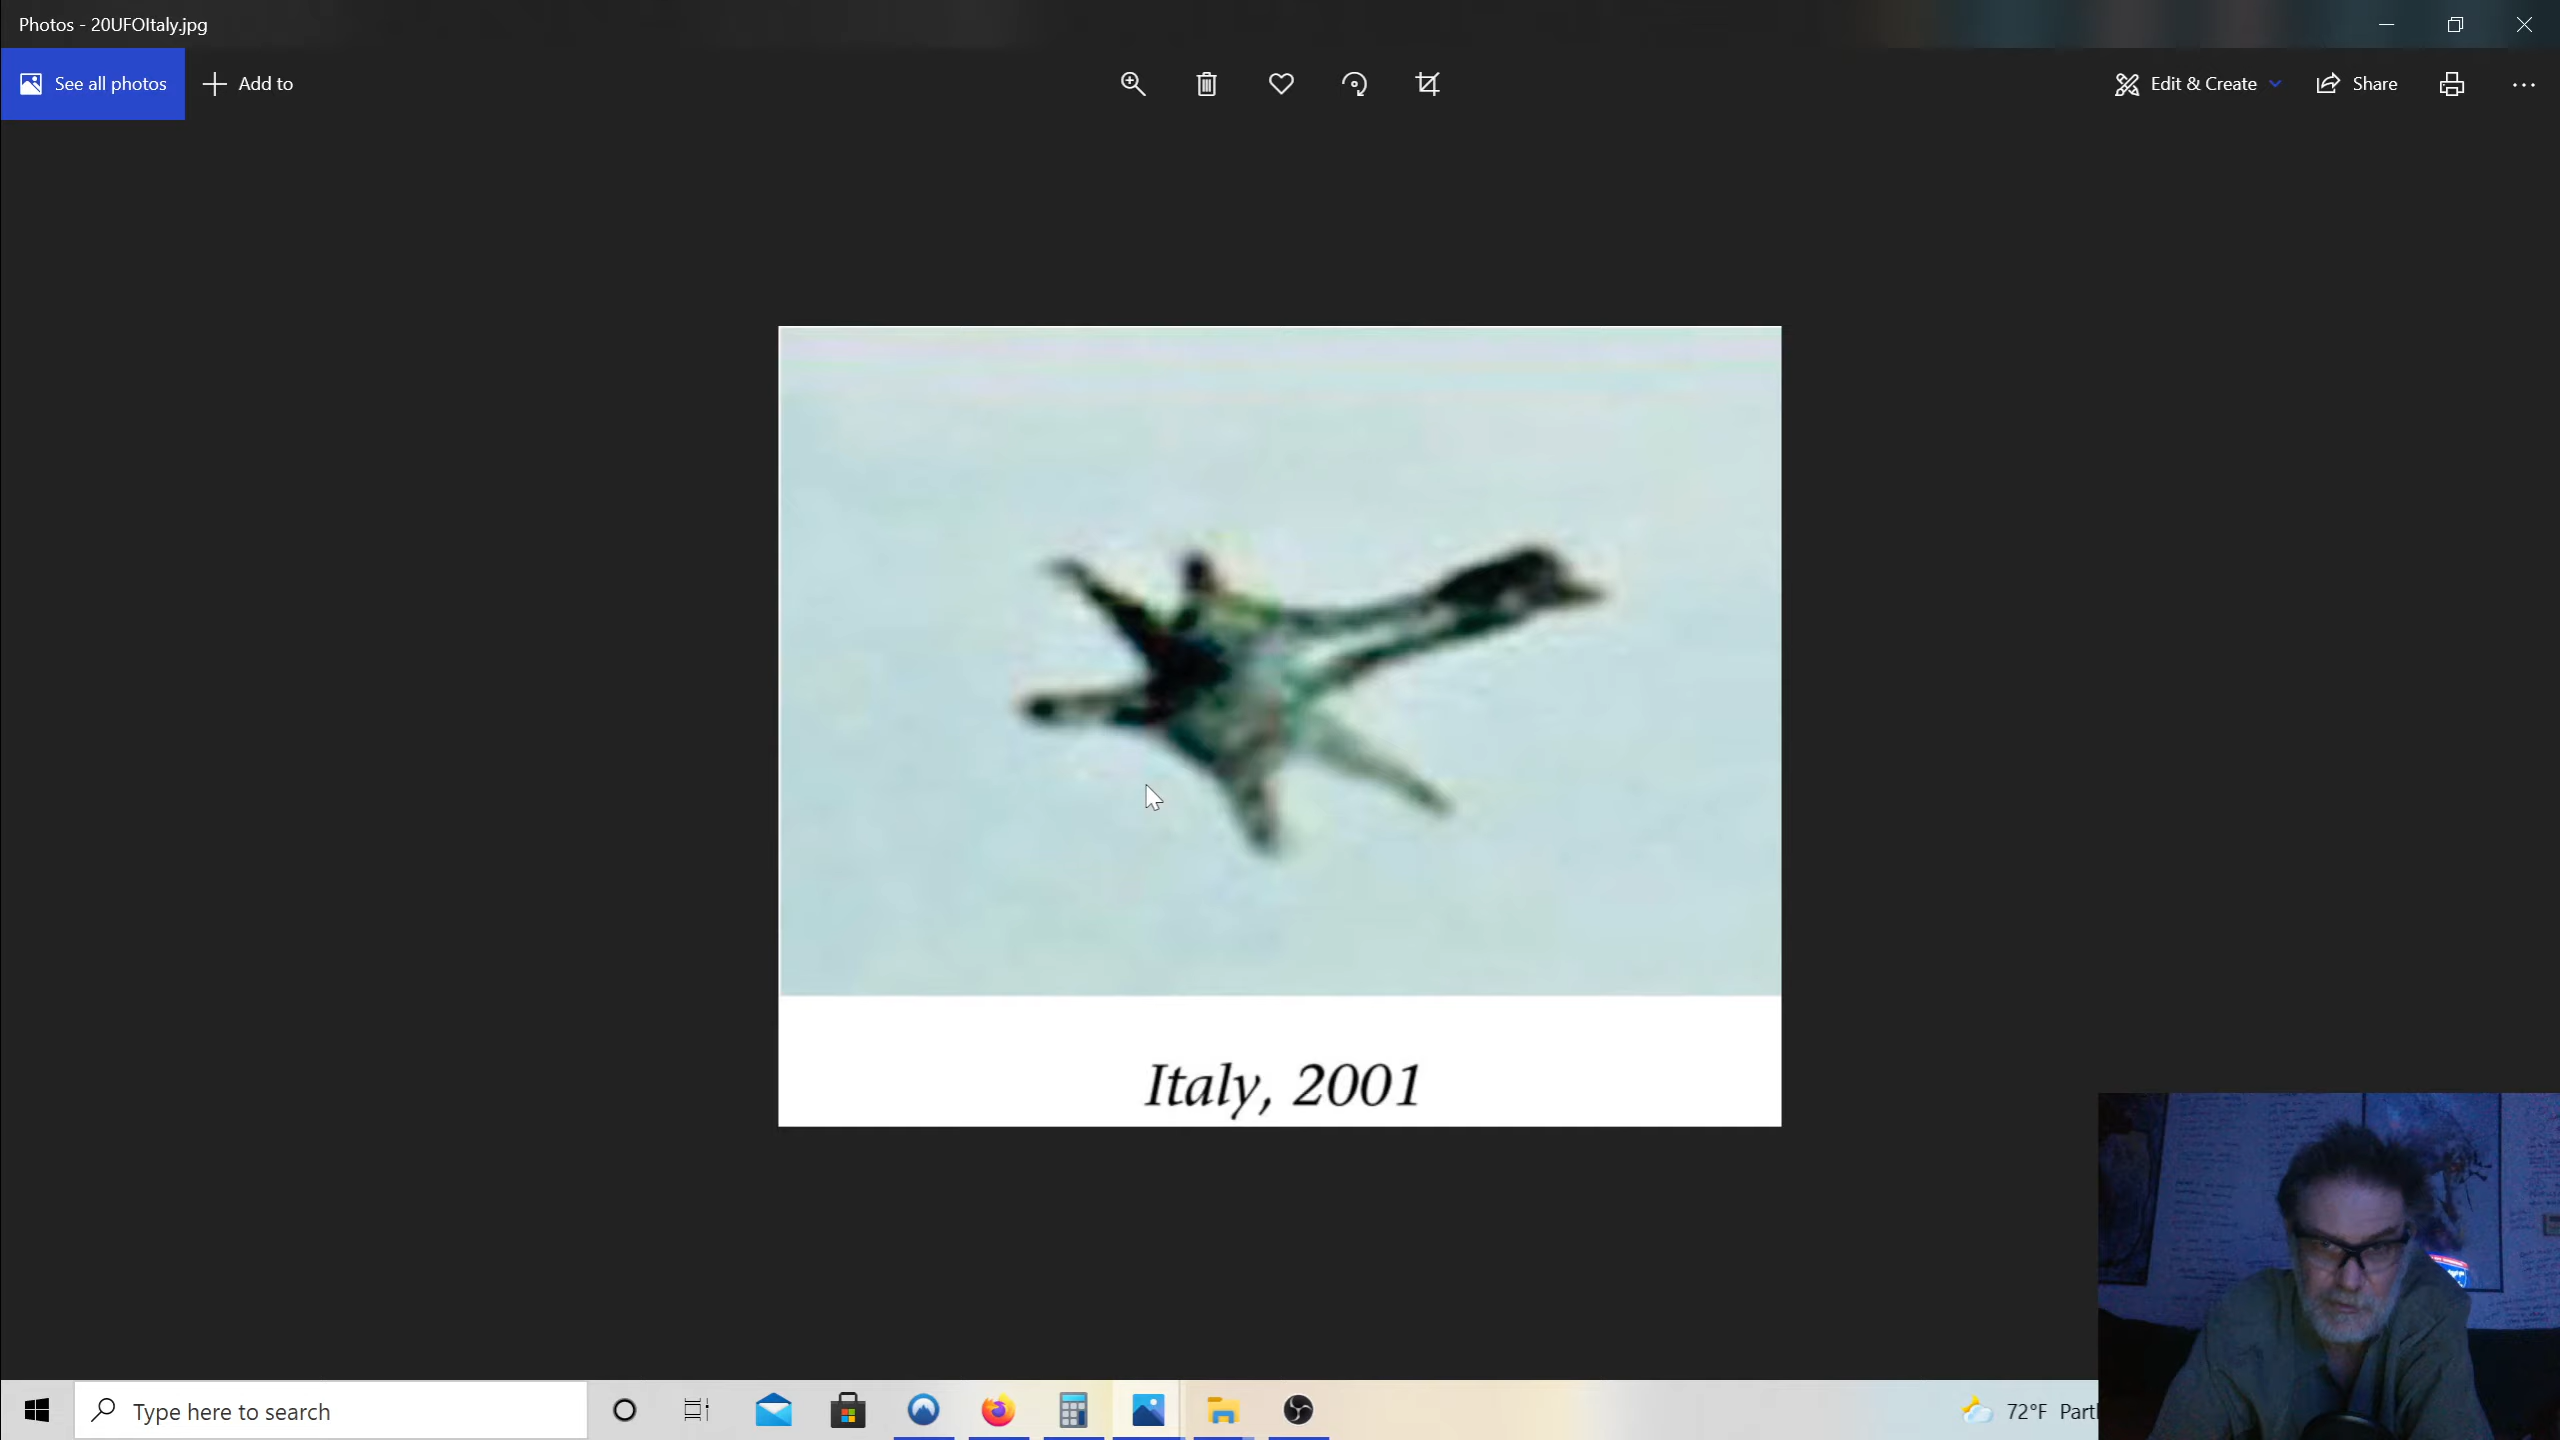 Photos - 20UFOItaly.jpg
See all photos
Add to
Edit & Create
Share
Italy, 2001
Type here to search
72°F